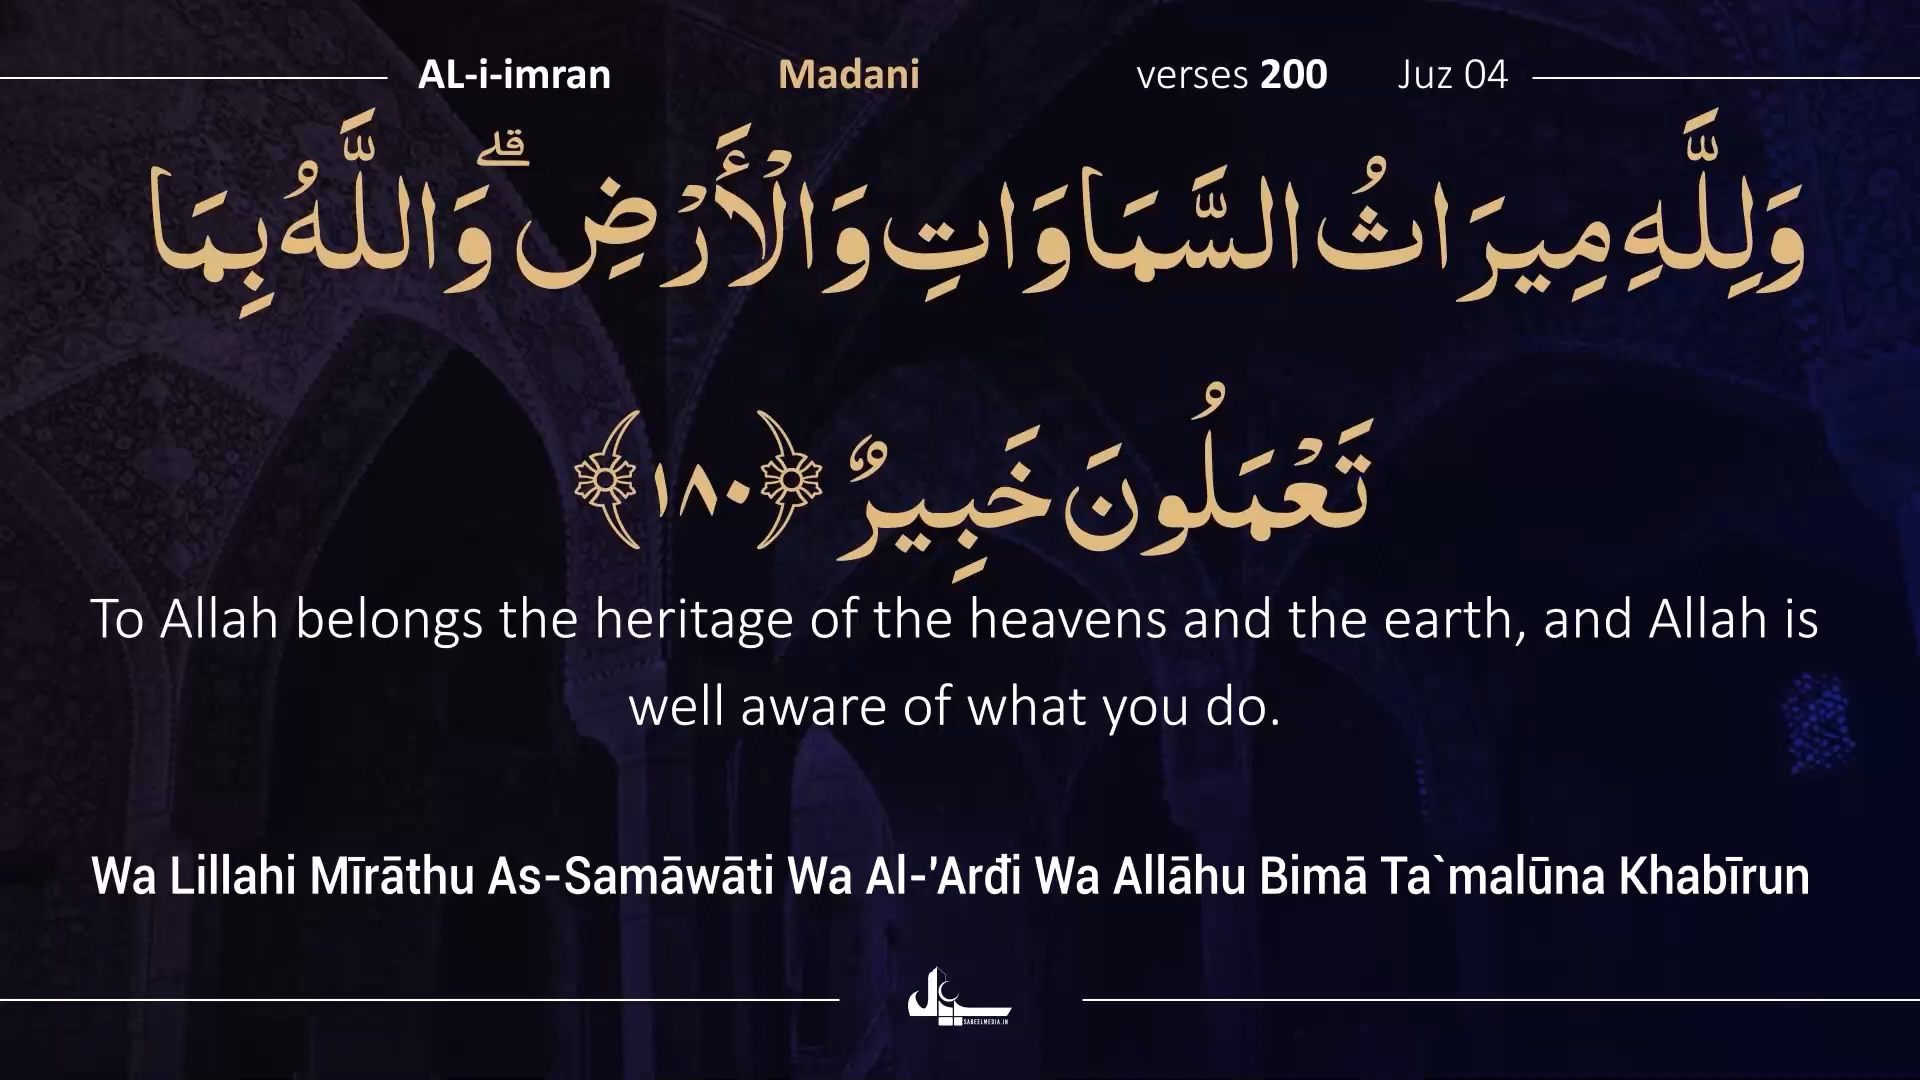 AL-i-imran Madani verses 200 Juz 04
وَلِلَّهِ مِيرَاثُ السَّمَاوَاتِ وَالْأَرْضِ ۗ وَاللَّهُ بِمَا
تَعْمَلُونَ خَبِيرٌ ﴿١٨٠﴾
To Allah belongs the heritage of the heavens and the earth, and Allah is
well aware of what you do.
Wa Lillahi Mīrāthu As-Samāwāti Wa Al-'Arđi Wa Allāhu Bimā Ta`malūna Khabīrun
SABEELMEDIA.IN